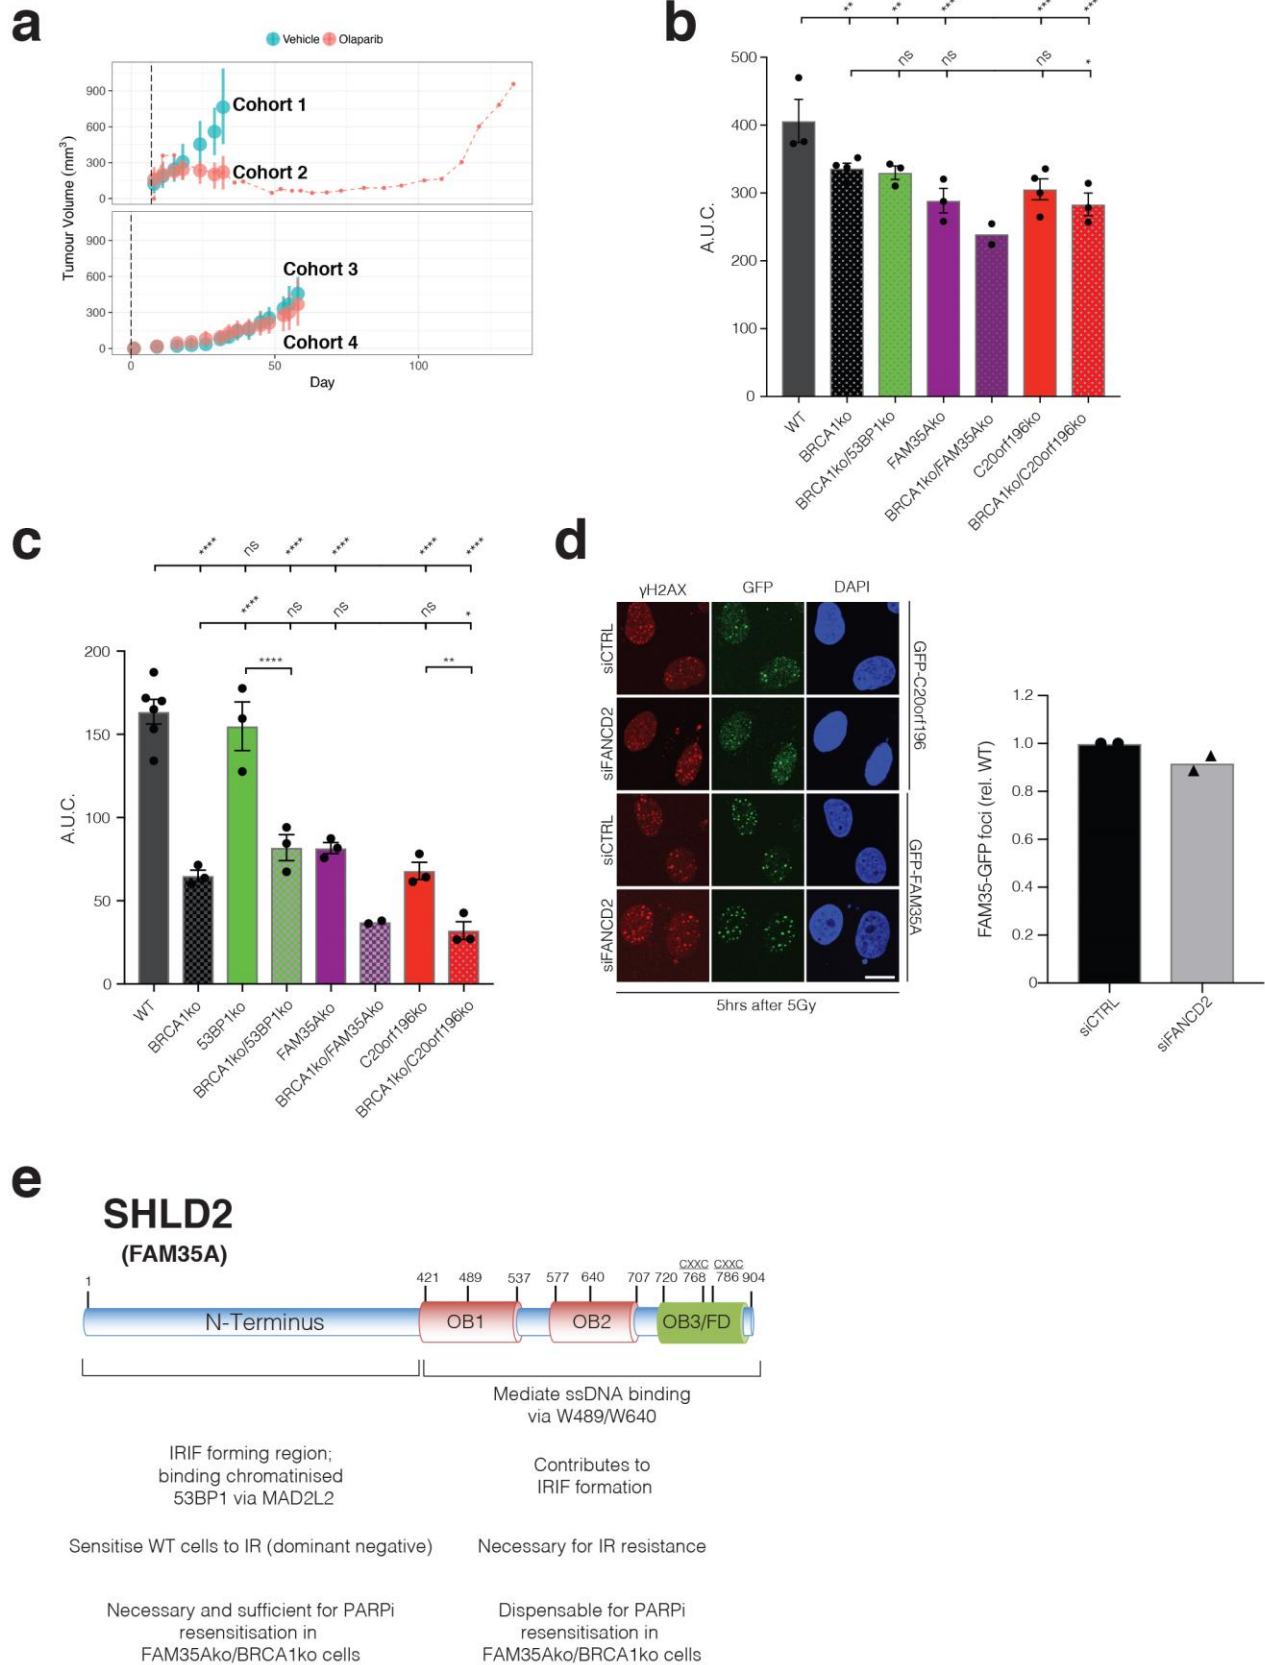 a
Vehicle Olaparib
Tumour Volume (mm³)
900
600
300
0
Cohort 1
Cohort 2
900
600
300
0
Cohort 3
Cohort 4
0 50 100
Day
b
** ** *** *** ***
ns ns ns *
A.U.C.
500
400
300
200
100
0
WT
BRCA1ko
BRCA1ko/53BP1ko
FAM35Ako
BRCA1ko/FAM35Ako
C20orf196ko
BRCA1ko/C20orf196ko
c
**** ns **** **** **** ****
**** ns ns ns *
**** **
A.U.C.
200
150
100
50
0
WT
BRCA1ko
53BP1ko
BRCA1ko/53BP1ko
FAM35Ako
BRCA1ko/FAM35Ako
C20orf196ko
BRCA1ko/C20orf196ko
d
γH2AX GFP DAPI
siCTRL
siFANCD2
siCTRL
siFANCD2
GFP-C20orf196
GFP-FAM35A
5hrs after 5Gy
FAM35-GFP foci (rel. WT)
1.2
1.0
0.8
0.6
0.4
0.2
0
siCTRL
siFANCD2
e
SHLD2
(FAM35A)
CXXC CXXC
1 421 489 537 577 640 707 720 768 786 904
N-Terminus OB1 OB2 OB3/FD
Mediate ssDNA binding
via W489/W640
IRIF forming region;
binding chromatinised
53BP1 via MAD2L2
Contributes to
IRIF formation
Sensitise WT cells to IR (dominant negative)
Necessary for IR resistance
Necessary and sufficient for PARPi
resensitisation in
FAM35Ako/BRCA1ko cells
Dispensable for PARPi
resensitisation in
FAM35Ako/BRCA1ko cells